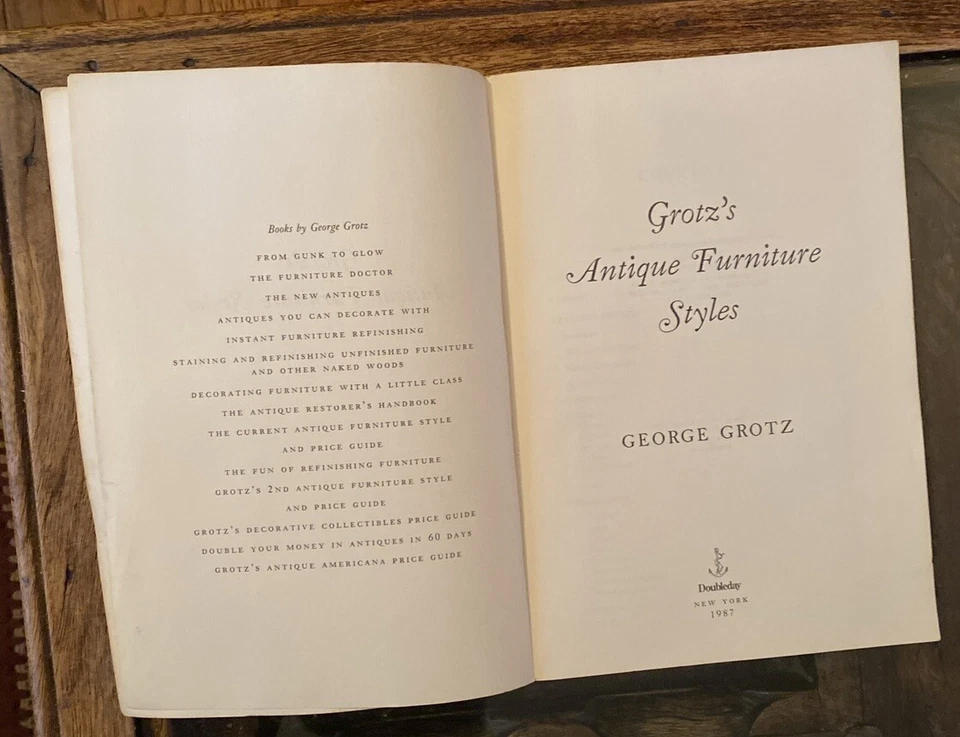 Books by George Grotz
FROM GUNK TO GLOW
THE FURNITURE DOCTOR
THE NEW ANTIQUES
ANTIQUES YOU CAN DECORATE WITH
INSTANT FURNITURE REFINISHING
STAINING AND REFINISHING UNFINISHED FURNITURE
AND OTHER NAKED WOODS
DECORATING FURNITURE WITH A LITTLE CLASS
THE ANTIQUE RESTORER'S HANDBOOK
THE CURRENT ANTIQUE FURNITURE STYLE
AND PRICE GUIDE
THE FUN OF REFINISHING FURNITURE
GROTZ'S 2ND ANTIQUE FURNITURE STYLE
AND PRICE GUIDE
GROTZ'S DECORATIVE COLLECTIBLES PRICE GUIDE
DOUBLE YOUR MONEY IN ANTIQUES IN 60 DAYS
GROTZ'S ANTIQUE AMERICANA PRICE GUIDE
Grotz's
Antique Furniture
Styles
GEORGE GROTZ
Doubleday
NEW YORK
1987